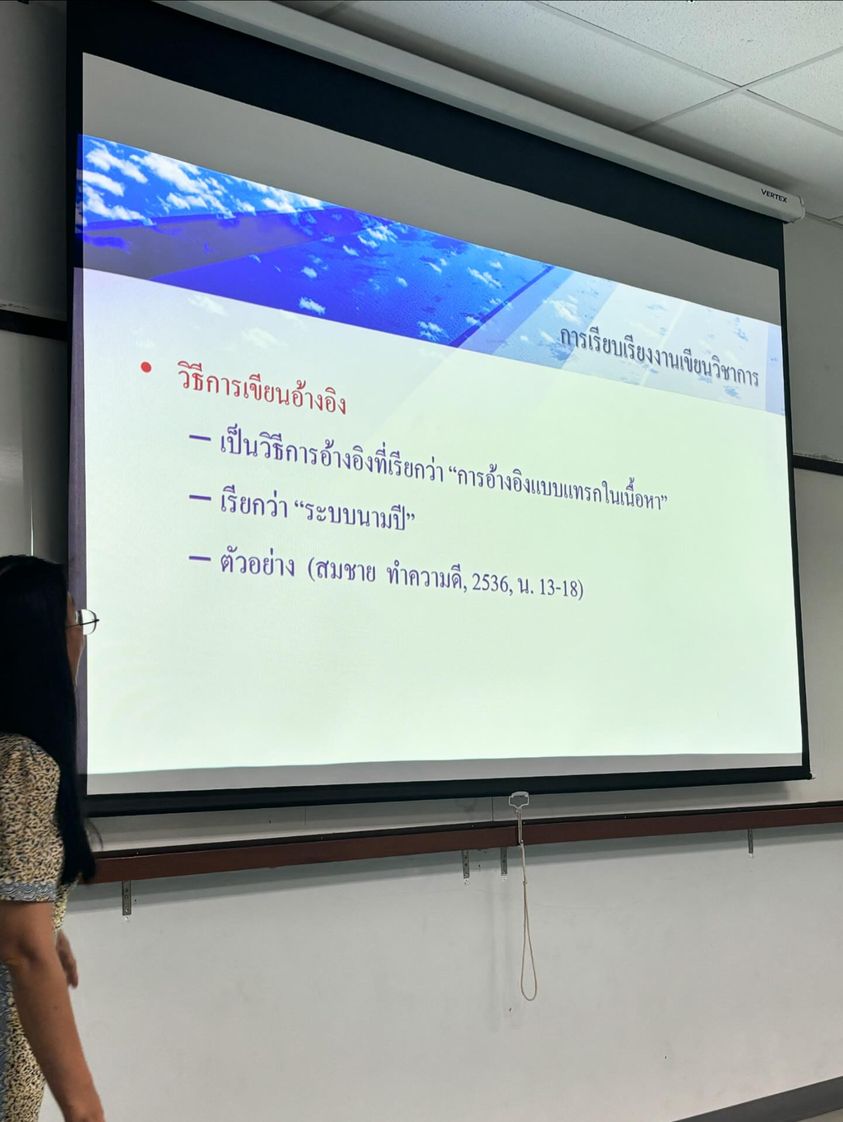 VERTEX
การเรียบเรียงงานเขียนวิชาการ
• วิธีการเขียนอ้างอิง
– เป็นวิธีการอ้างอิงที่เรียกว่า “การอ้างอิงแบบแทรกในเนื้อหา”
– เรียกว่า “ระบบนามปี”
– ตัวอย่าง (สมชาย ทำความดี, 2536, น. 13-18)